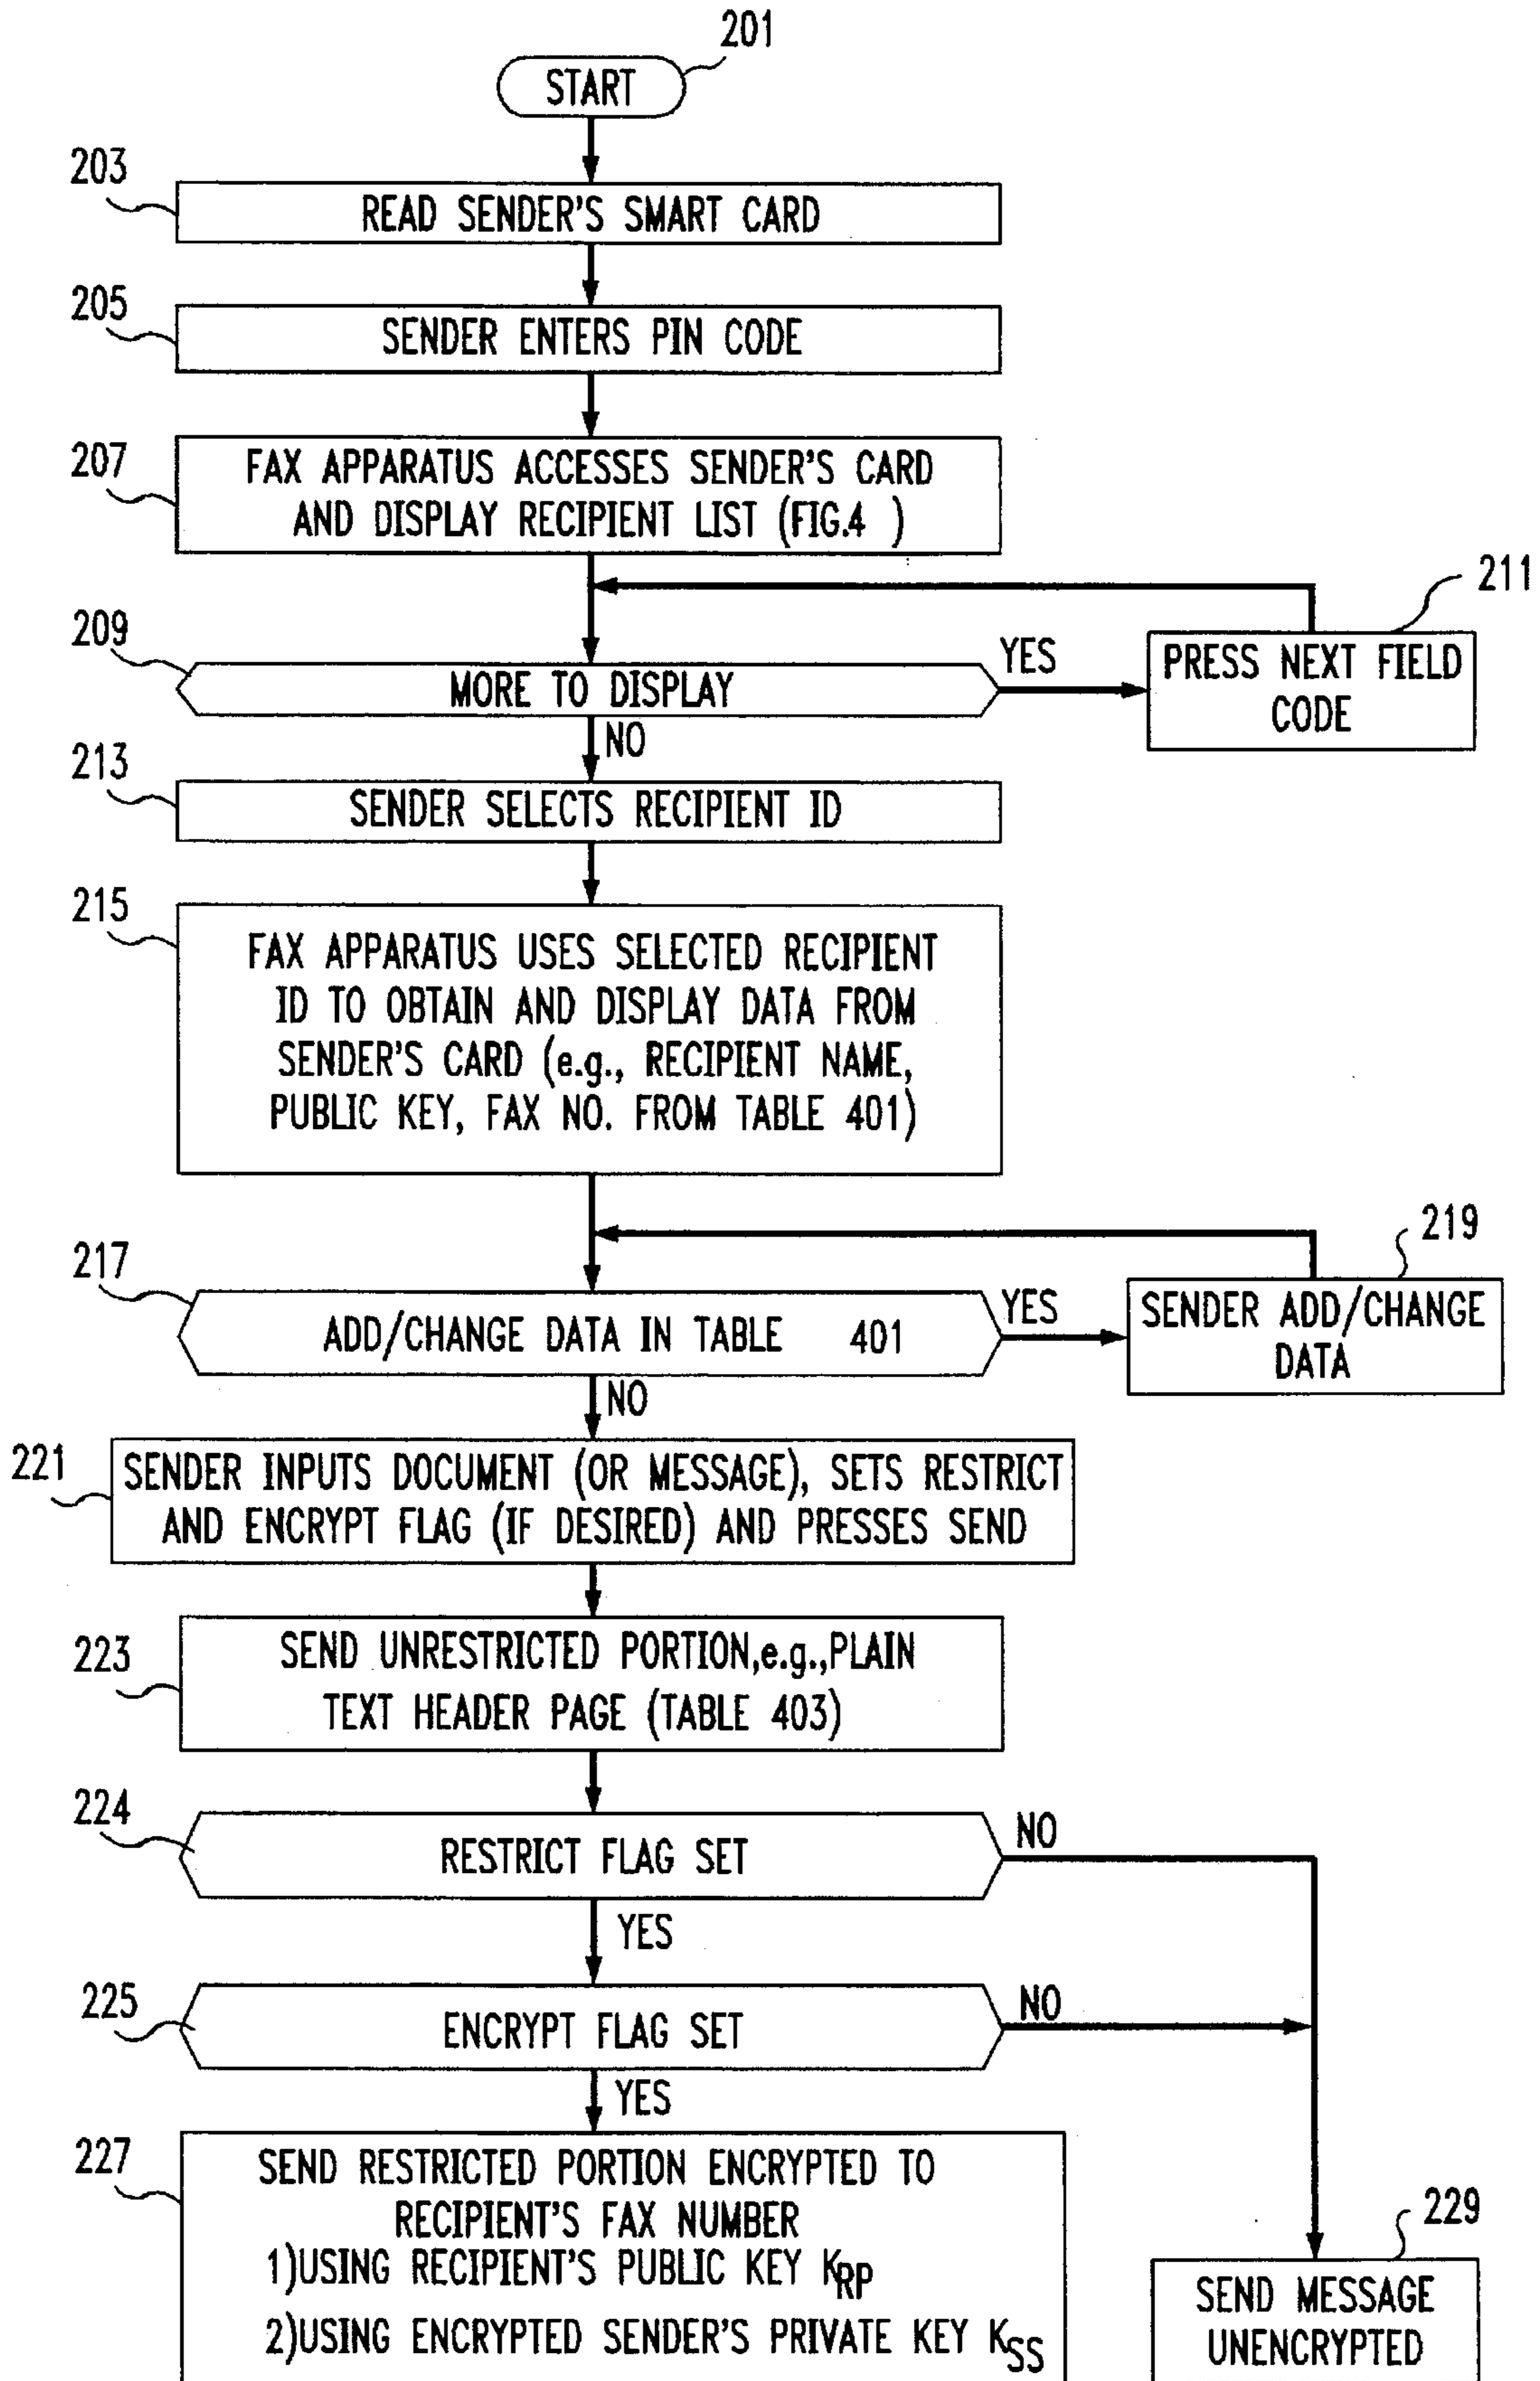 201
START
203
READ SENDER'S SMART CARD
205
SENDER ENTERS PIN CODE
207
FAX APPARATUS ACCESSES SENDER'S CARD
AND DISPLAY RECIPIENT LIST (FIG.4 )
211
209
MORE TO DISPLAY
YES
PRESS NEXT FIELD
CODE
NO
213
SENDER SELECTS RECIPIENT ID
215
FAX APPARATUS USES SELECTED RECIPIENT
ID TO OBTAIN AND DISPLAY DATA FROM
SENDER'S CARD (e.g., RECIPIENT NAME,
PUBLIC KEY, FAX NO. FROM TABLE 401)
219
217
ADD/CHANGE DATA IN TABLE 401
YES
SENDER ADD/CHANGE
DATA
NO
221
SENDER INPUTS DOCUMENT (OR MESSAGE), SETS RESTRICT
AND ENCRYPT FLAG (IF DESIRED) AND PRESSES SEND
223
SEND UNRESTRICTED PORTION,e.g.,PLAIN
TEXT HEADER PAGE (TABLE 403)
224
RESTRICT FLAG SET
NO
YES
225
ENCRYPT FLAG SET
NO
YES
227
SEND RESTRICTED PORTION ENCRYPTED TO
RECIPIENT'S FAX NUMBER
1)USING RECIPIENT'S PUBLIC KEY KRP
2)USING ENCRYPTED SENDER'S PRIVATE KEY KSS
229
SEND MESSAGE
UNENCRYPTED